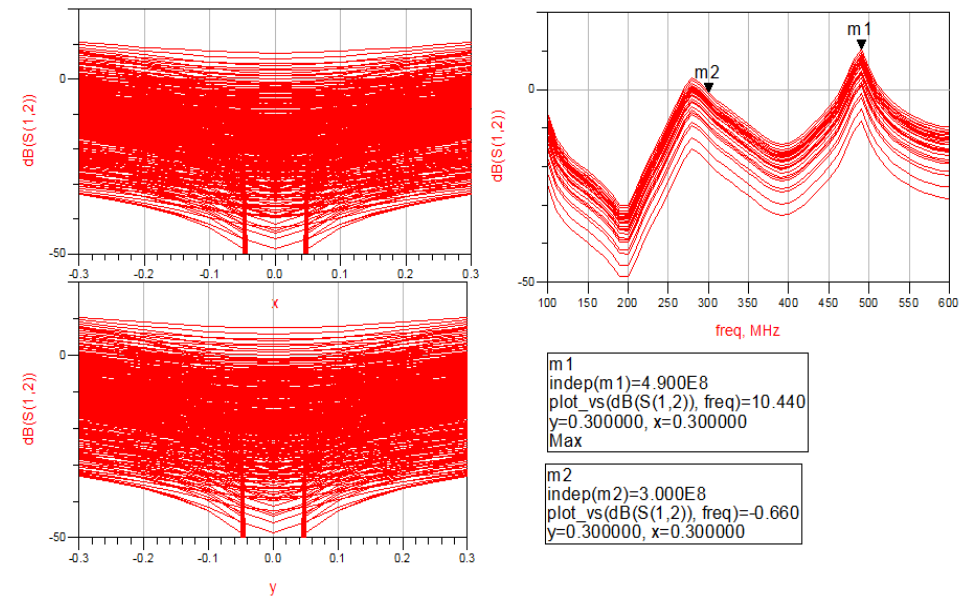 dB(S(1,2))
0
-50
-0.3 -0.2 -0.1 0.0 0.1 0.2 0.3
x
dB(S(1,2))
0
-50
-0.3 -0.2 -0.1 0.0 0.1 0.2 0.3
y
m1
m2
dB(S(1,2))
0
-50
100 150 200 250 300 350 400 450 500 550 600
freq, MHz
m1
indep(m1)=4.900E8
plot_vs(dB(S(1,2)), freq)=10.440
y=0.300000, x=0.300000
Max
m2
indep(m2)=3.000E8
plot_vs(dB(S(1,2)), freq)=-0.660
y=0.300000, x=0.300000